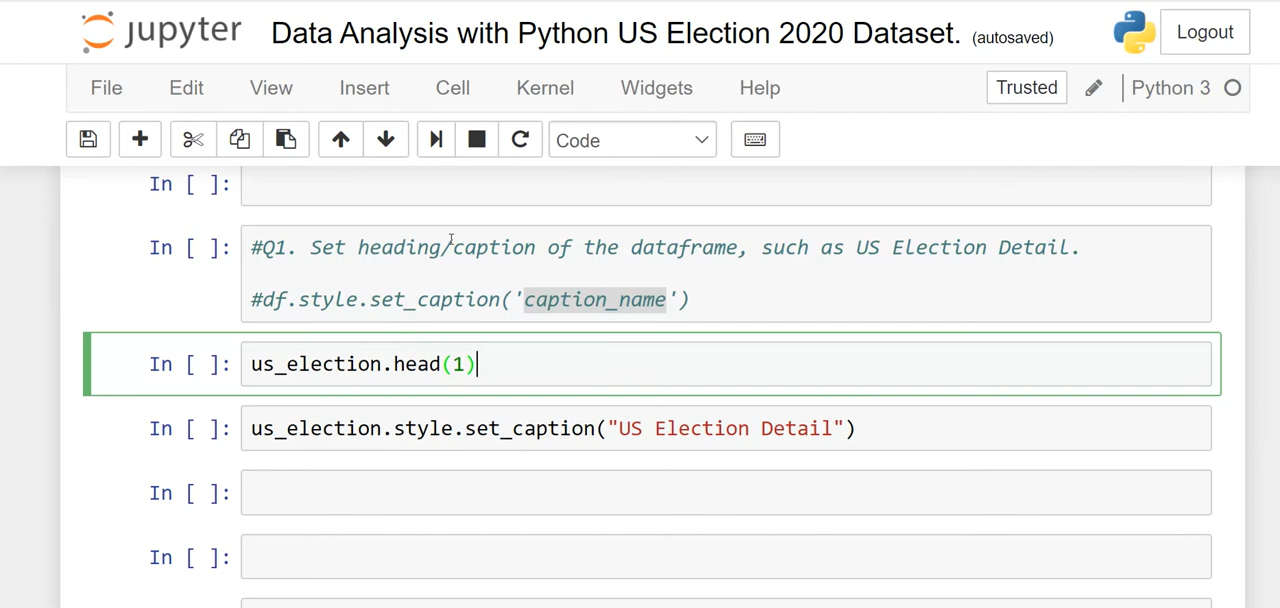 jupyter Data Analysis with Python US Election 2020 Dataset. (autosaved) Logout
File Edit View Insert Cell Kernel Widgets Help Trusted Python 3
Code
In [ ]:
In [ ]: #Q1. Set heading/caption of the dataframe, such as US Election Detail.
#df.style.set_caption('caption_name')
In [ ]: us_election.head(1)
In [ ]: us_election.style.set_caption("US Election Detail")
In [ ]:
In [ ]: